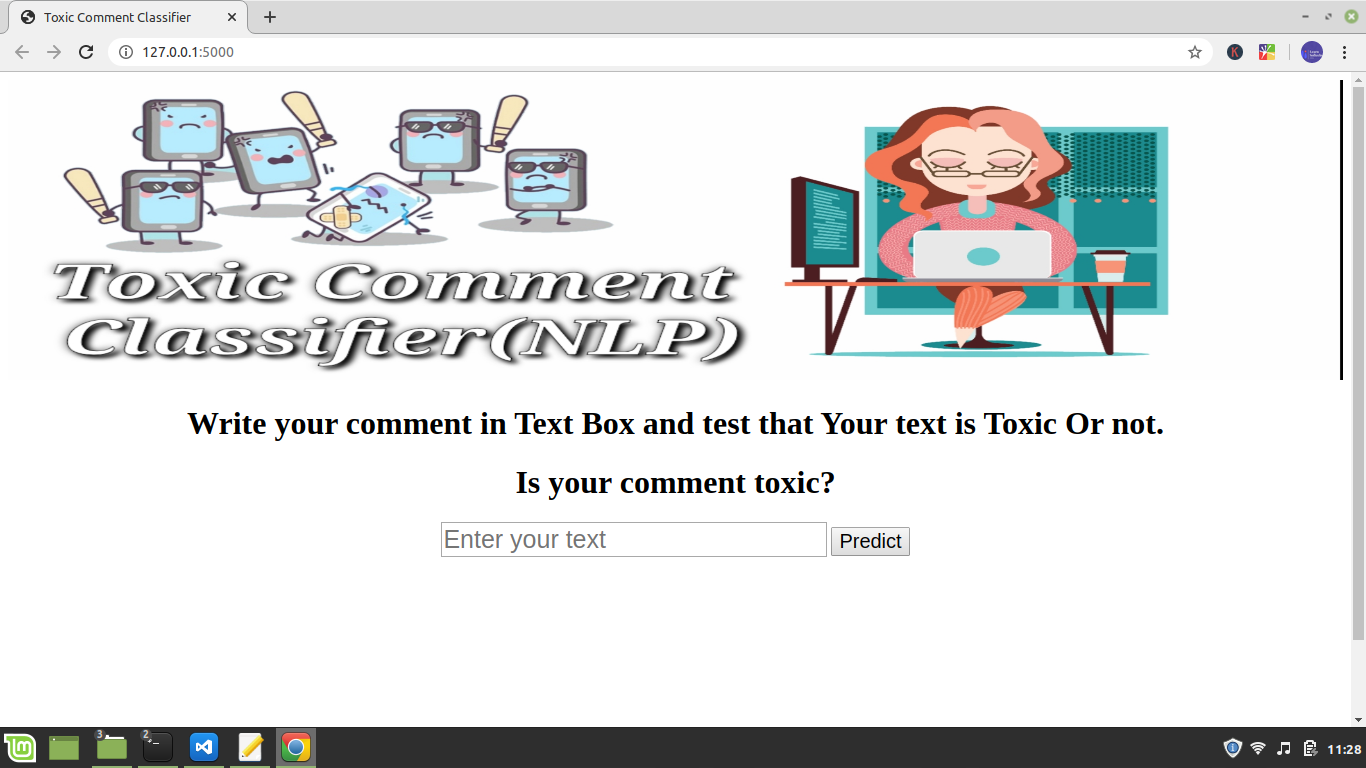 Toxic Comment Classifier
127.0.0.1:5000
K
Toxic Comment
Classifier(NLP)
Write your comment in Text Box and test that Your text is Toxic Or not.
Is your comment toxic?
Enter your text
Predict
3
2
11:28